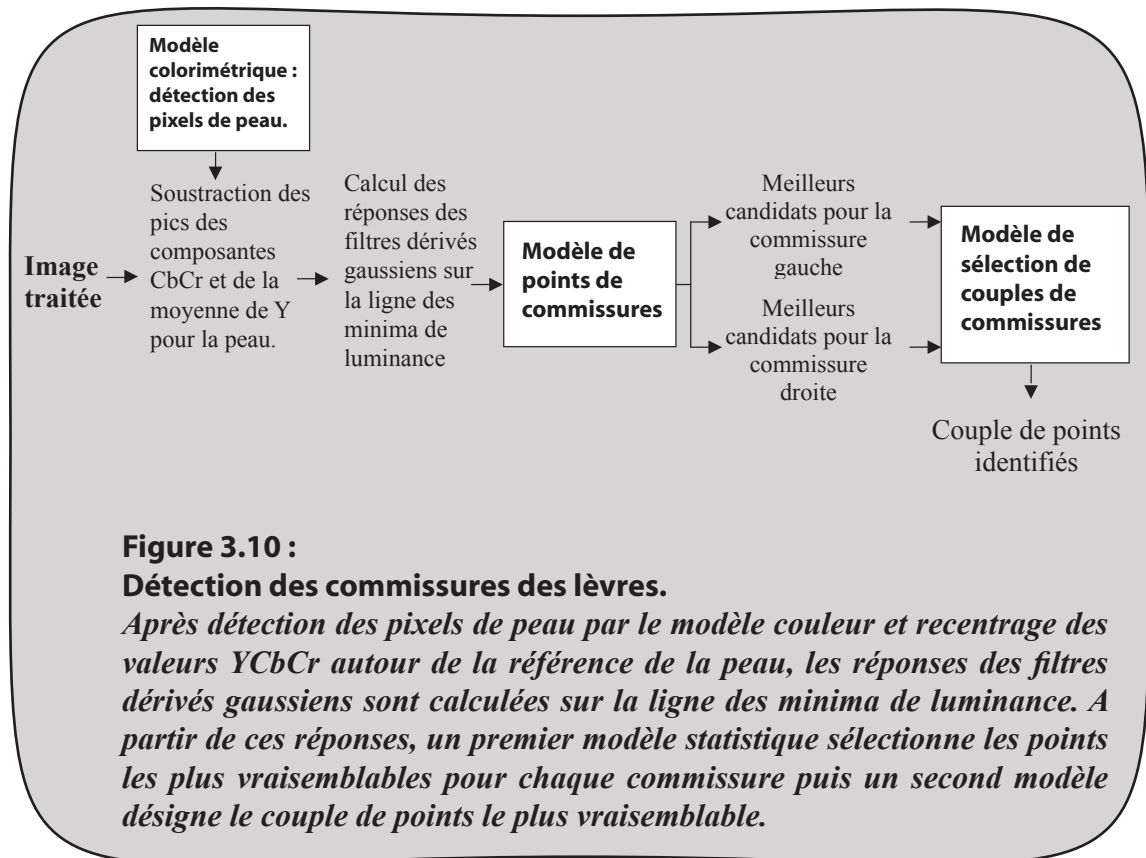 Modèle
colorimétrique :
détection des
pixels de peau.
Image
traitée
Soustraction des
pics des
composantes
CbCr et de la
moyenne de Y
pour la peau.
Calcul des
réponses des
filtres dérivés
gaussiens sur
la ligne des
minima de
luminance
Modèle de
points de
commissures
Meilleurs
candidats pour la
commissure
gauche
Meilleurs
candidats pour la
commissure
droite
Modèle de
sélection de
couples de
commissures
Couple de points
identifiés
Figure 3.10 :
Détection des commissures des lèvres.
Après détection des pixels de peau par le modèle couleur et recentrage des
valeurs YCbCr autour de la référence de la peau, les réponses des filtres
dérivés gaussiens sont calculées sur la ligne des minima de luminance. A
partir de ces réponses, un premier modèle statistique sélectionne les points
les plus vraisemblables pour chaque commissure puis un second modèle
désigne le couple de points le plus vraisemblable.